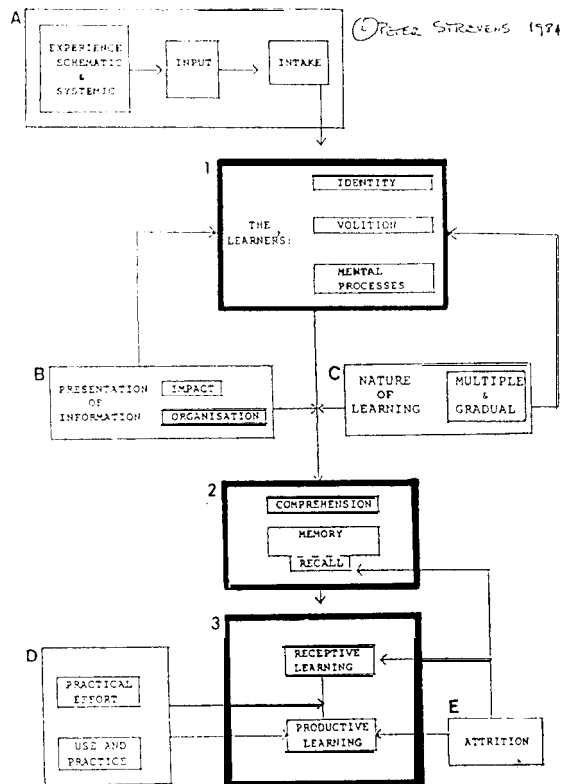 A
© PETER STREVENS 1984
EXPERIENCE
SCHEMATIC
&
SYSTEMIC
INPUT
INTAKE
1
THE
LEARNERS:
IDENTITY
VOLITION
MENTAL
PROCESSES
B
PRESENTATION
OF
INFORMATION
IMPACT
ORGANISATION
C
NATURE
OF
LEARNING
MULTIPLE
&
GRADUAL
2
COMPREHENSION
MEMORY
RECALL
3
RECEPTIVE
LEARNING
PRODUCTIVE
LEARNING
D
PRACTICAL
EFFORT
USE AND
PRACTICE
E
ATTRITION